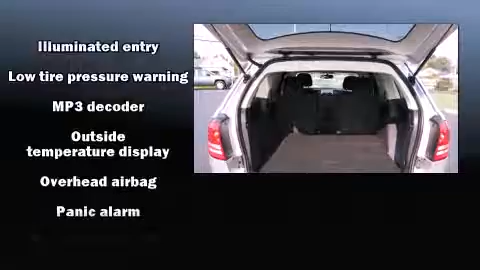 Illuminated entry
Low tire pressure warning
MP3 decoder
Outside
temperature display
Overhead airbag
Panic alarm